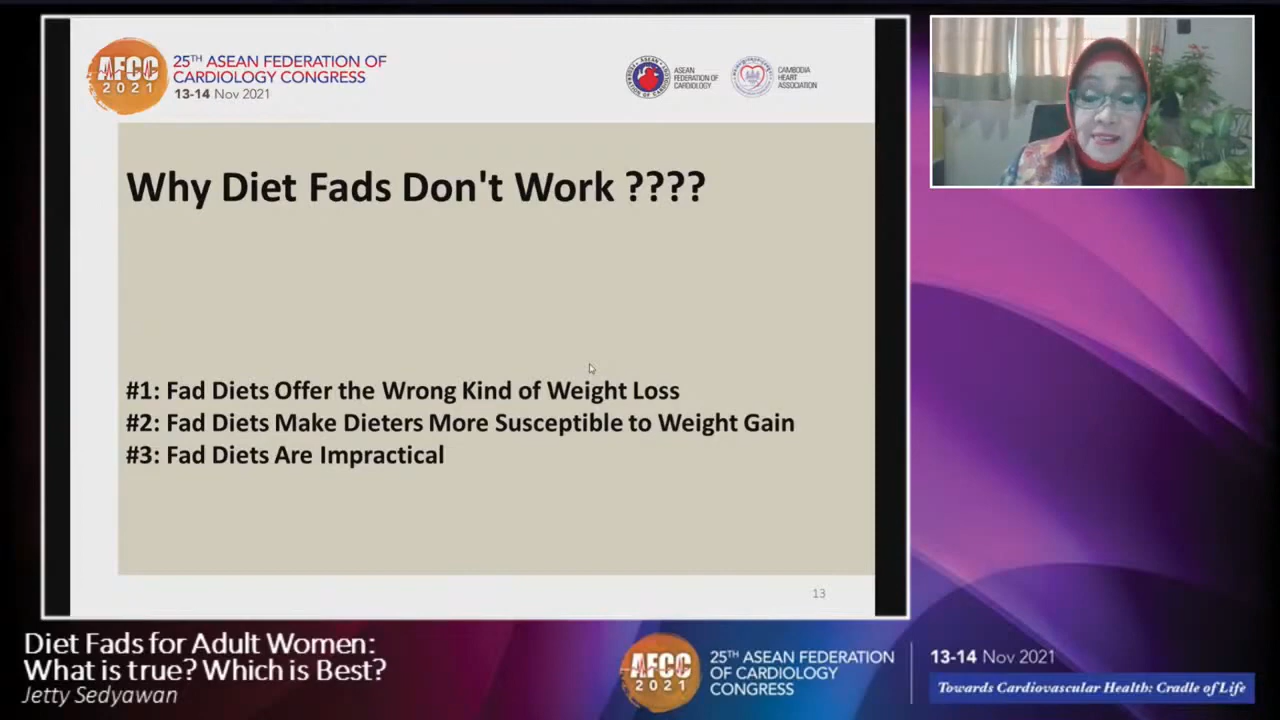 AFCC
2021
25TH ASEAN FEDERATION OF
CARDIOLOGY CONGRESS
13-14 Nov 2021
ASEAN
FEDERATION OF
CARDIOLOGY
CAMBODIA
HEART
ASSOCIATION
Why Diet Fads Don't Work ????
#1: Fad Diets Offer the Wrong Kind of Weight Loss
#2: Fad Diets Make Dieters More Susceptible to Weight Gain
#3: Fad Diets Are Impractical
13
Diet Fads for Adult Women:
What is true? Which is Best?
Jetty Sedyawan
AFCC
2021
25TH ASEAN FEDERATION
OF CARDIOLOGY
CONGRESS
13-14 Nov 2021
Towards Cardiovascular Health: Cradle of Life